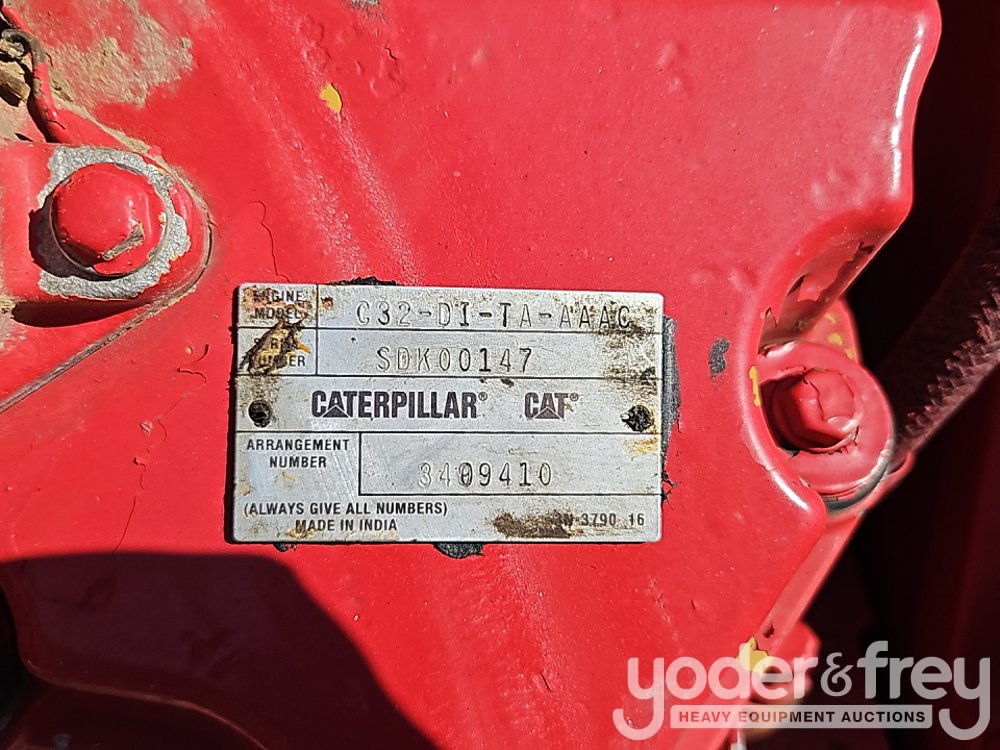 ENGINE MODEL C32-DI-TA-AAAC
NUMBER SDK00147
CATERPILLAR® CAT®
ARRANGEMENT NUMBER 3409410
(ALWAYS GIVE ALL NUMBERS)
MADE IN INDIA
3790 16
yoder&frey
HEAVY EQUIPMENT AUCTIONS